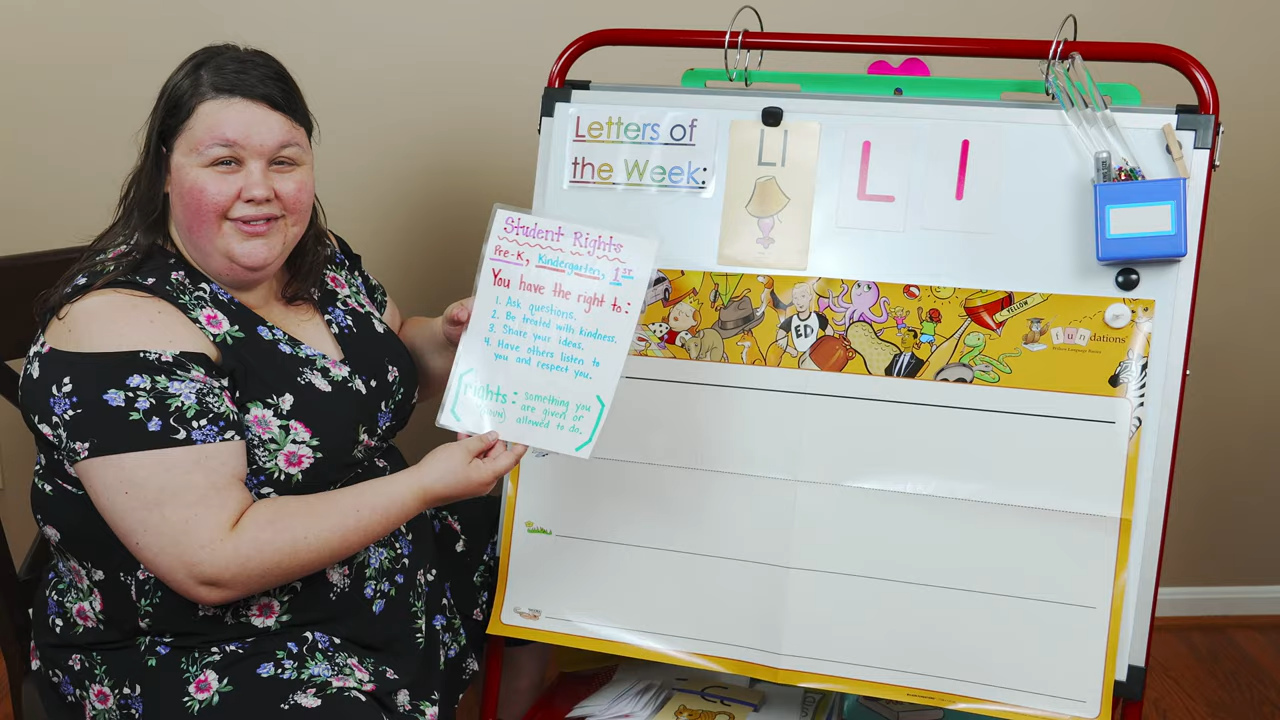 Letters of
the Week:
Ll
L l
Student Rights
Pre-K, Kindergarten, 1st
You have the right to:
1. Ask questions.
2. Be treated with kindness.
3. Share your ideas.
4. Have others listen to
you and respect you.
rights: something you
(noun) are given or
allowed to do.
ED
YELLOW
fundations